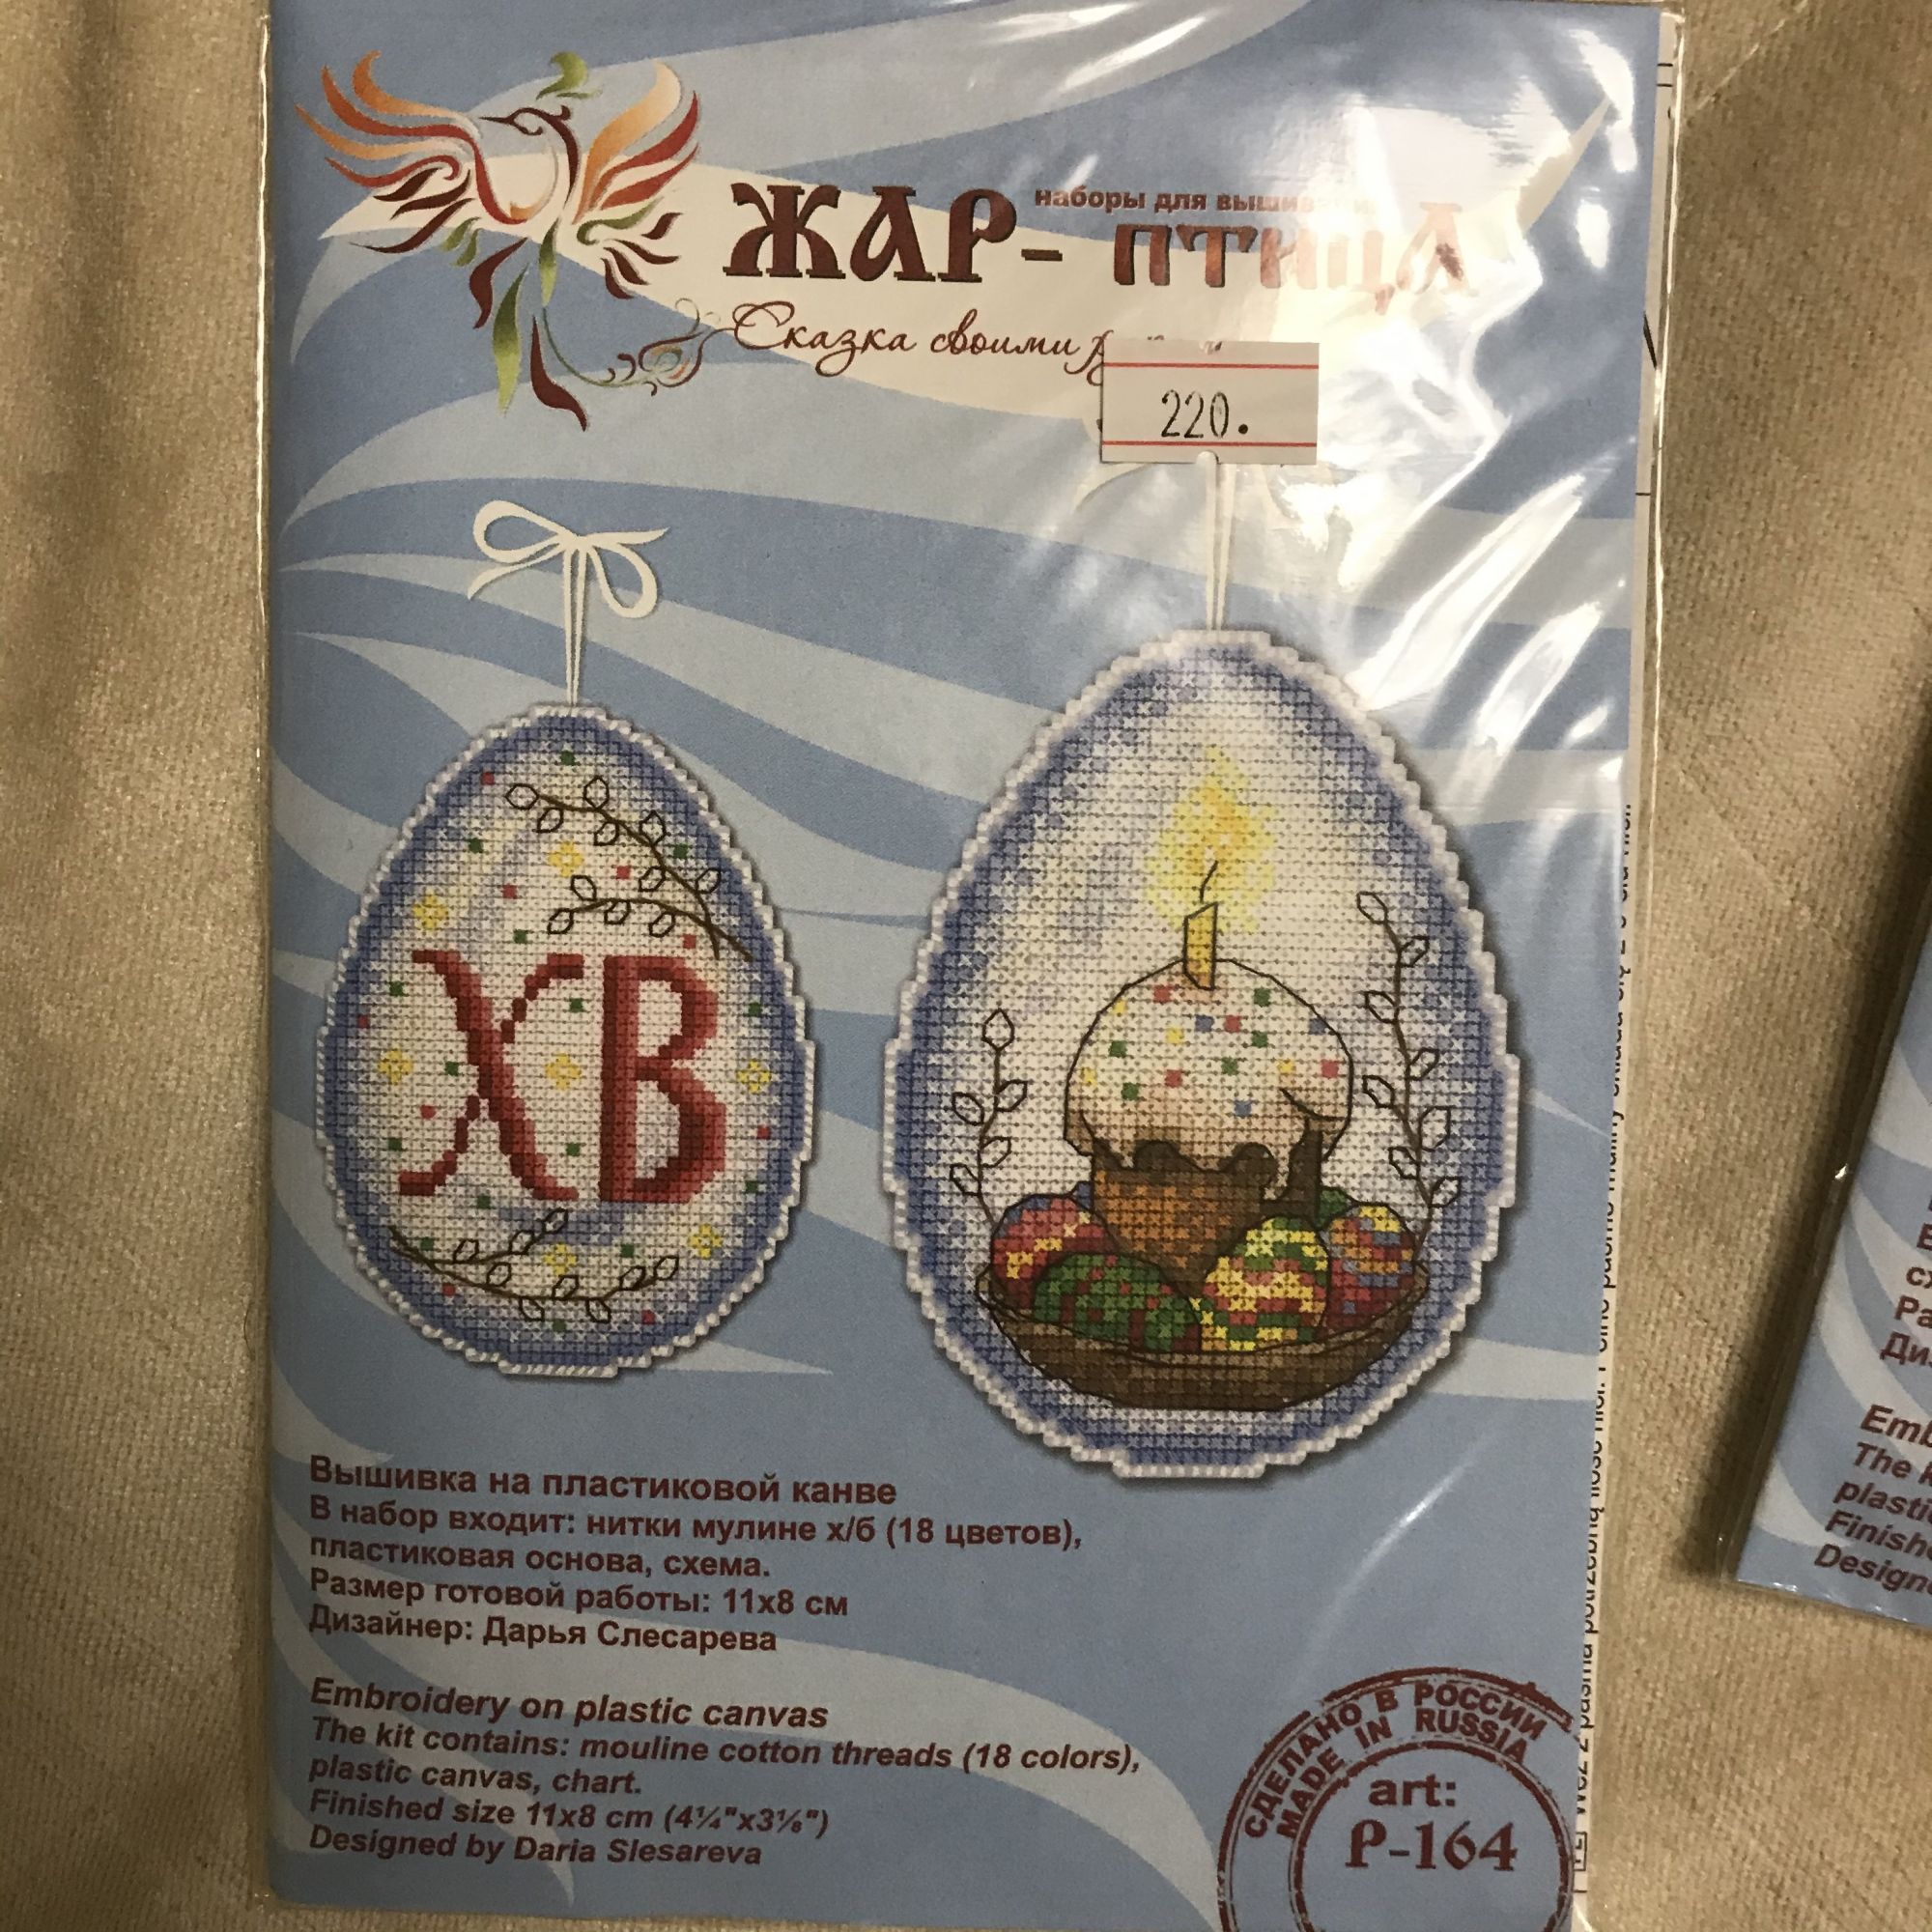 наборы для вышивания
ЖАР-ПТИЦА
Сказка своими
220.
ХВ
Вышивка на пластиковой канве
В набор входит: нитки мулине х/б (18 цветов),
пластиковая основа, схема.
Размер готовой работы: 11х8 см
Дизайнер: Дарья Слесарева
Embroidery on plastic canvas
The kit contains: mouline cotton threads (18 colors),
plastic canvas, chart.
Finished size 11x8 cm (4¼"x3⅛")
Designed by Daria Slesareva
СДЕЛАНО В РОССИИ
MADE IN RUSSIA
art:
P-164
The